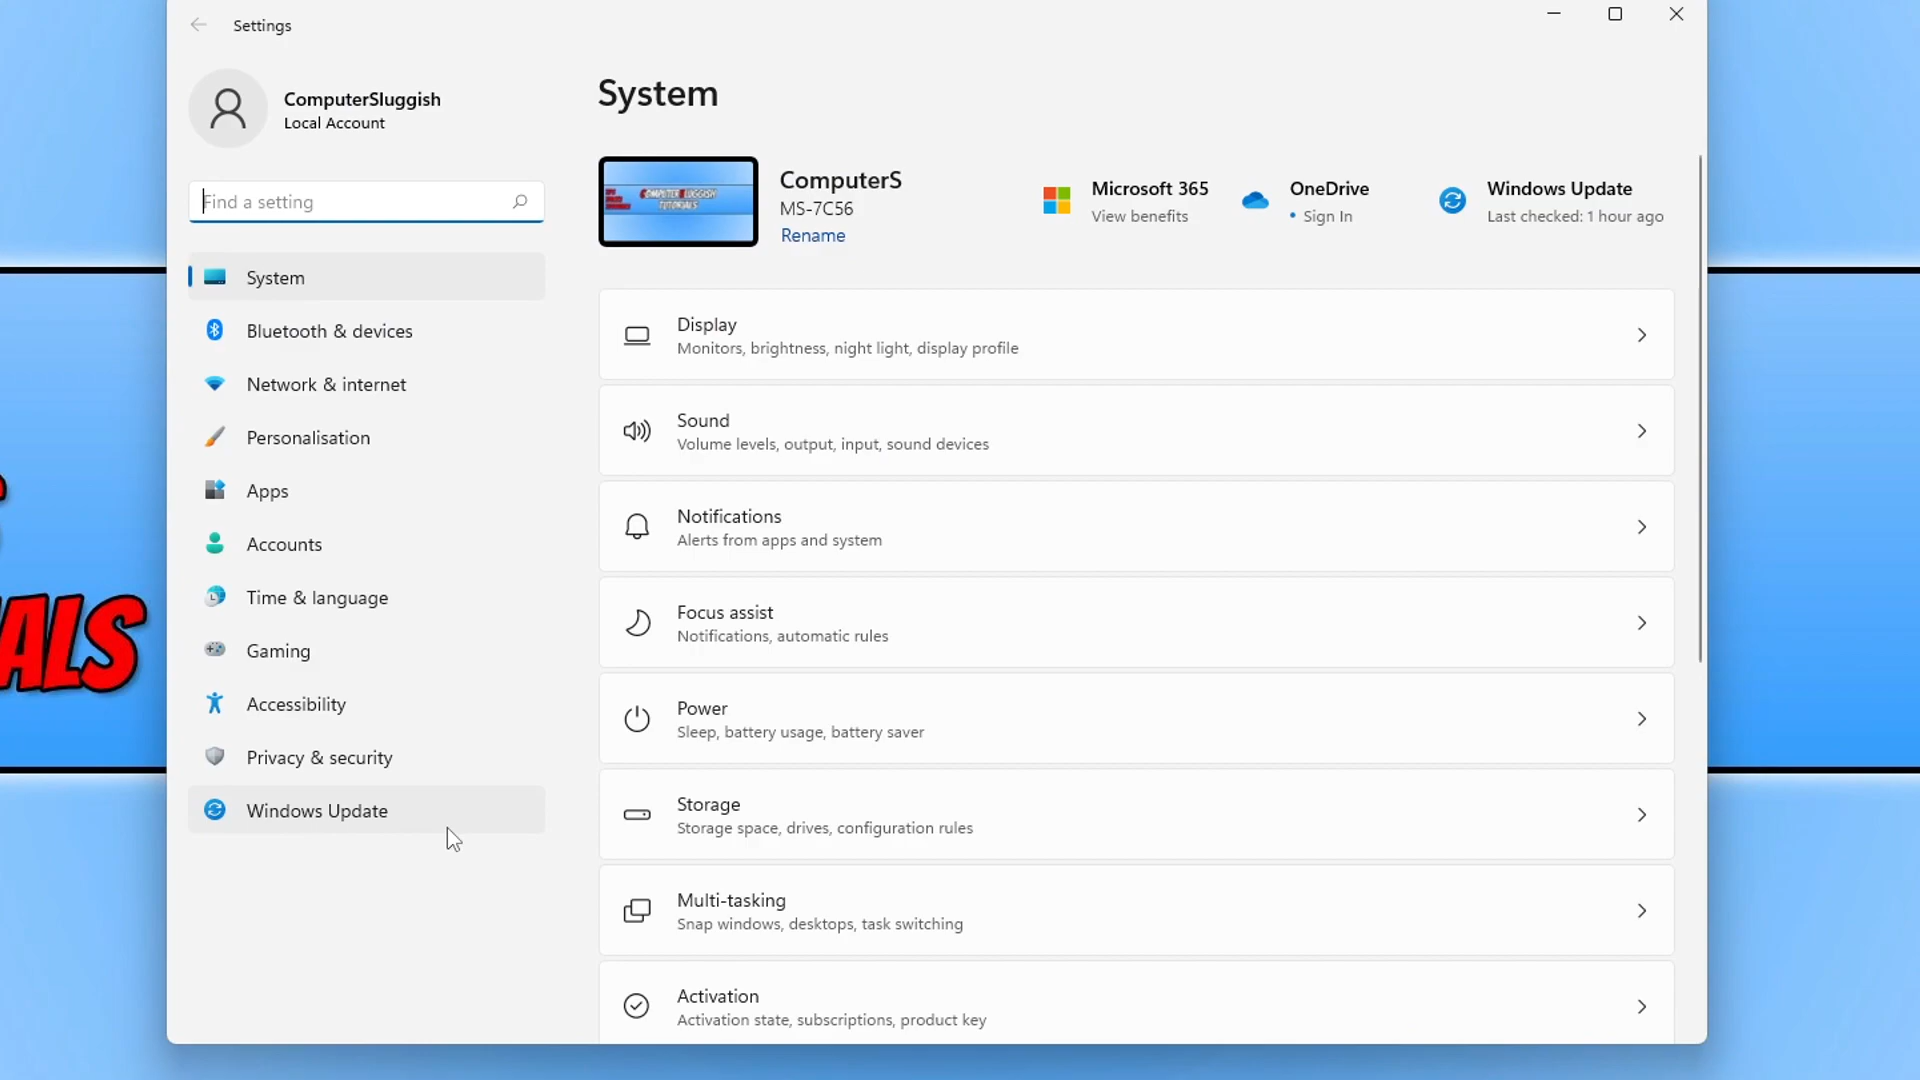 Settings
ComputerSluggish
Local Account
Find a setting
System
Bluetooth & devices
Network & internet
Personalisation
Apps
Accounts
Time & language
Gaming
Accessibility
Privacy & security
Windows Update
System
COMPUTER SLUGGISH
TUTORIALS
ComputerS
MS-7C56
Rename
Microsoft 365
View benefits
OneDrive
• Sign In
Windows Update
Last checked: 1 hour ago
Display
Monitors, brightness, night light, display profile
Sound
Volume levels, output, input, sound devices
Notifications
Alerts from apps and system
Focus assist
Notifications, automatic rules
Power
Sleep, battery usage, battery saver
Storage
Storage space, drives, configuration rules
Multi-tasking
Snap windows, desktops, task switching
Activation
Activation state, subscriptions, product key
ALS